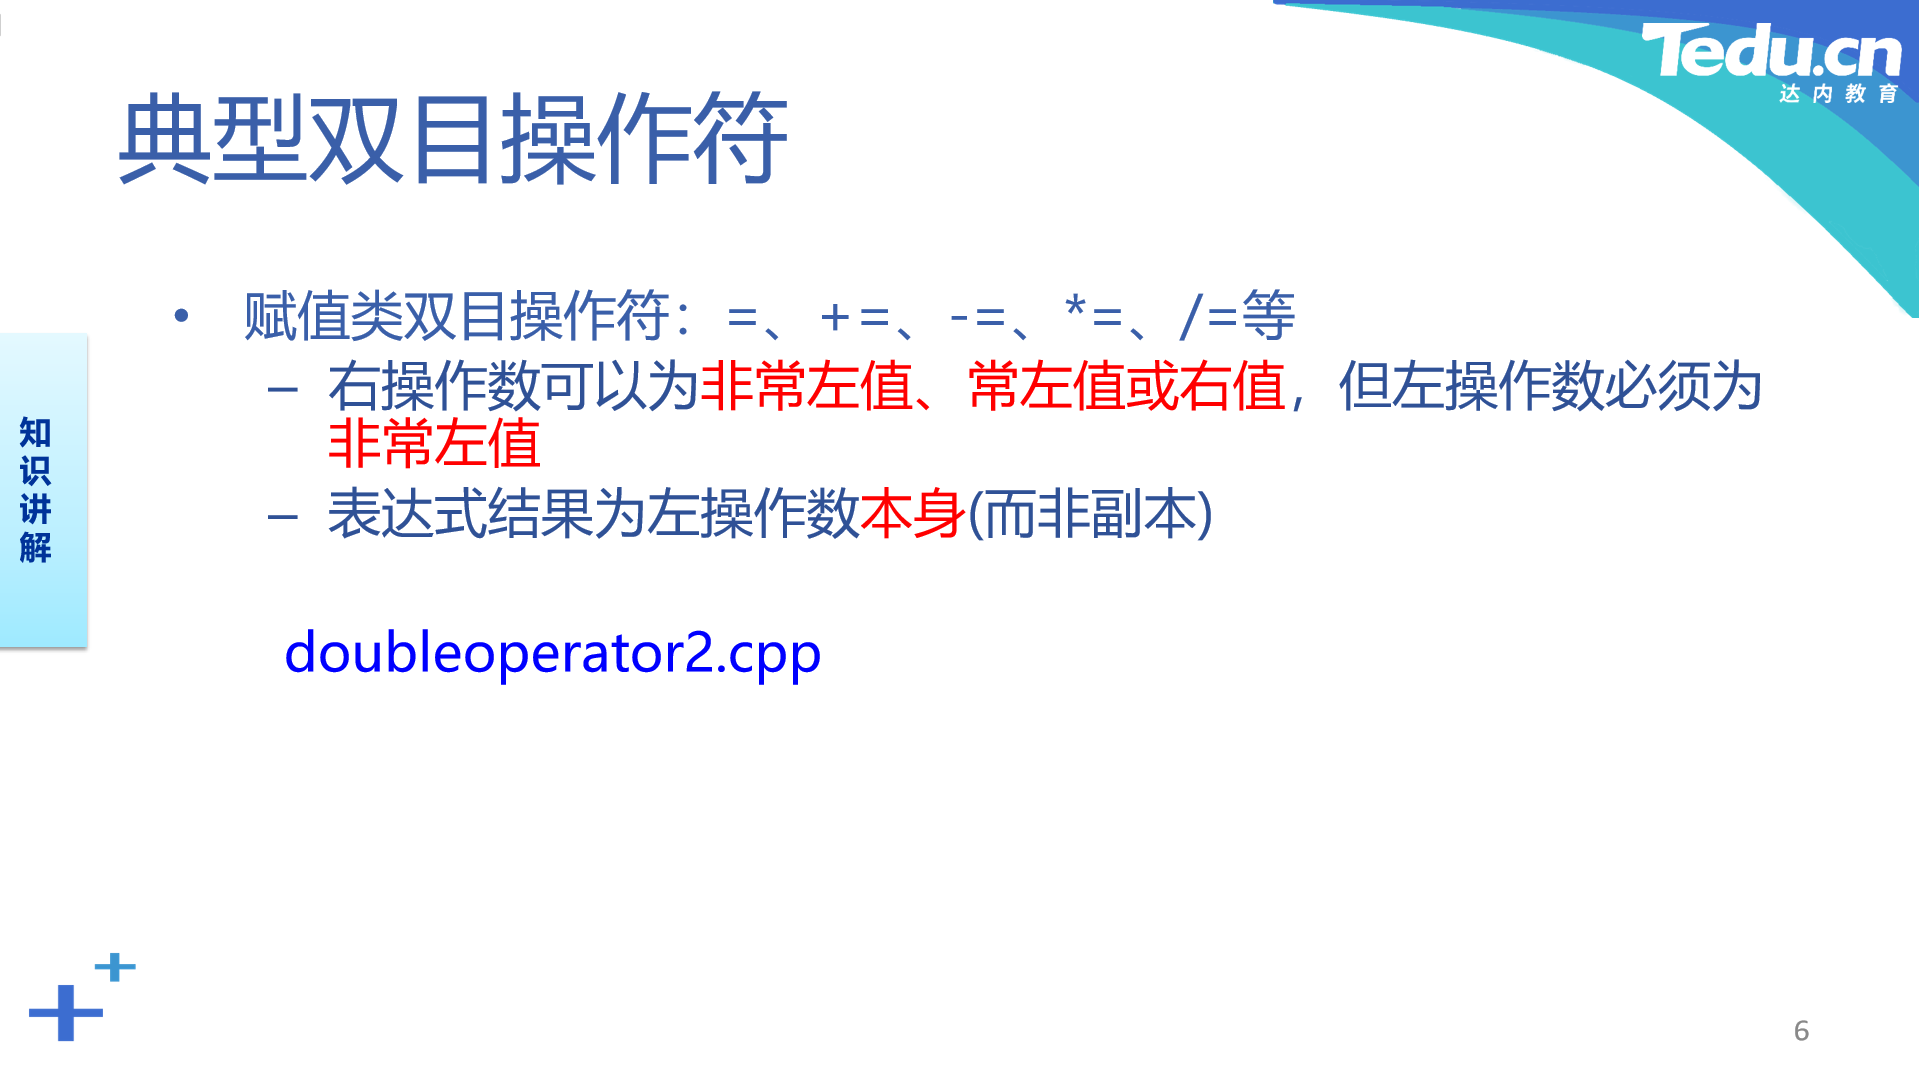 Tedu.cn
达内教育
典型双目操作符
• 赋值类双目操作符：=、+=、-=、*=、/=等
– 右操作数可以为非常左值、常左值或右值，但左操作数必须为
非常左值
– 表达式结果为左操作数本身(而非副本)
知
识
讲
解
doubleoperator2.cpp
6